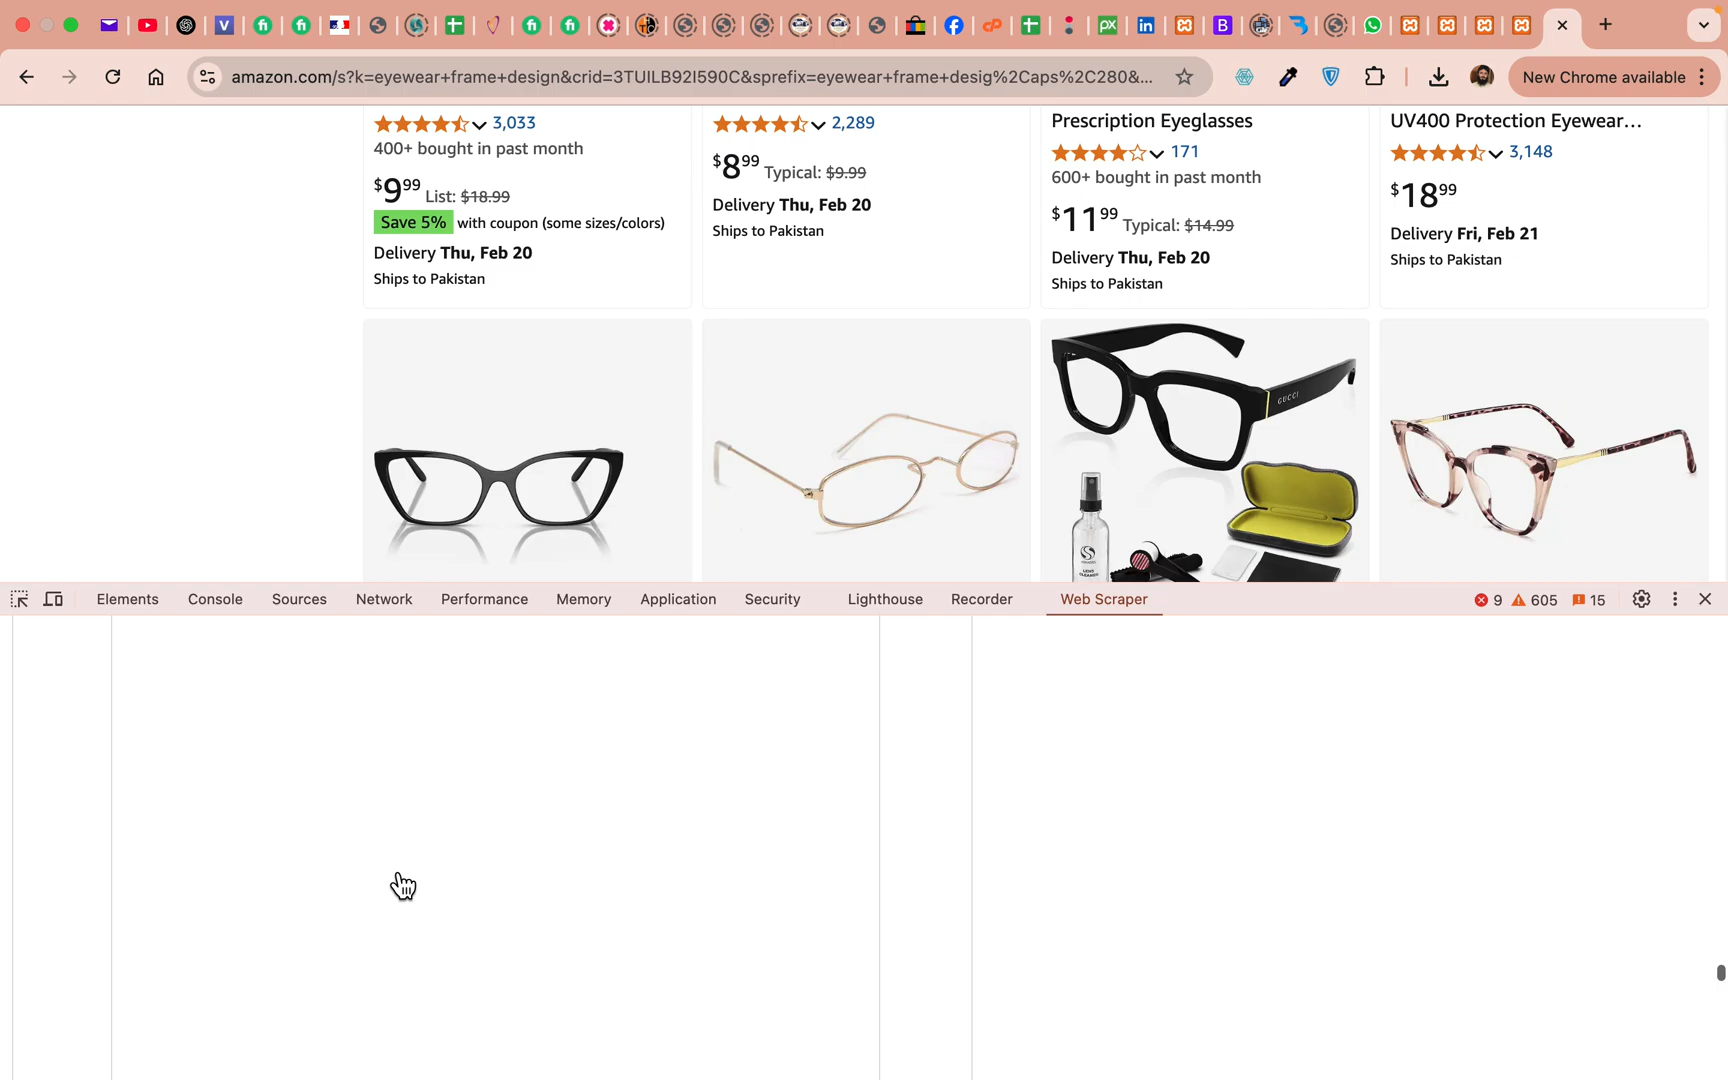 amazon.com/s?k=eyewear+frame+design&crid=3TUILB92I590C&sprefix=eyewear+frame+desig%2Caps%2C280&...
New Chrome available
3,033
400+ bought in past month
$9.99 List: $18.99
Save 5% with coupon (some sizes/colors)
Delivery Thu, Feb 20
Ships to Pakistan
2,289
$8.99 Typical: $9.99
Delivery Thu, Feb 20
Ships to Pakistan
Prescription Eyeglasses
171
600+ bought in past month
$11.99 Typical: $14.99
Delivery Thu, Feb 20
Ships to Pakistan
UV400 Protection Eyewear...
3,148
$18.99
Delivery Fri, Feb 21
Ships to Pakistan
GUCCI
LENS
CLEANER
Elements Console Sources Network Performance Memory Application Security Lighthouse Recorder Web Scraper 9 605 15